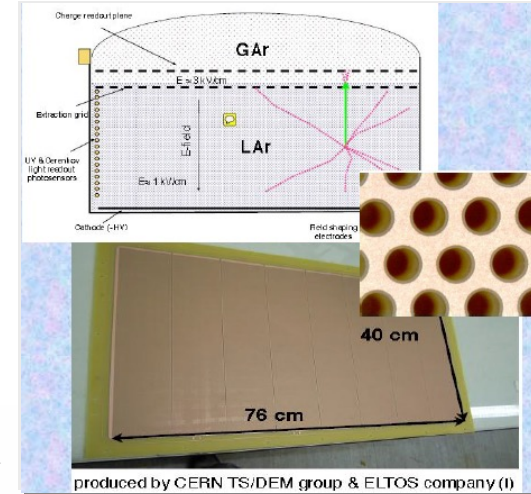 Charge readout plane
GAr
E ≈ 3 kV/cm
Extraction grid
E-field
LAr
UV & Cerenkov
light readout
photosensors
E≈ 1 kV/cm
Cathode (-HV)
Field shaping
electrodes
40 cm
76 cm
produced by CERN TS/DEM group & ELTOS company (I)